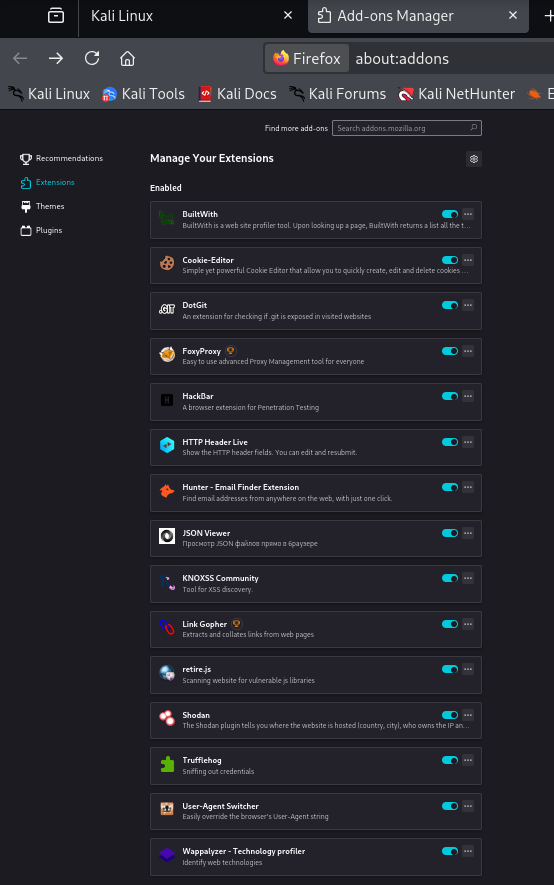 Kali Linux
Add-ons Manager
Firefox about:addons
Kali Linux Kali Tools Kali Docs Kali Forums Kali NetHunter E
Find more add-ons Search addons.mozilla.org
Recommendations
Extensions
Themes
Plugins
Manage Your Extensions
Enabled
BuiltWith
BuiltWith is a web site profiler tool. Upon looking up a page, BuiltWith returns a list all the t...
Cookie-Editor
Simple yet powerful Cookie Editor that allow you to quickly create, edit and delete cookies ...
.GIT
DotGit
An extension for checking if .git is exposed in visited websites
FoxyProxy
Easy to use advanced Proxy Management tool for everyone
H
HackBar
A browser extension for Penetration Testing
HTTP Header Live
Show the HTTP header fields. You can edit and resubmit.
Hunter - Email Finder Extension
Find email addresses from anywhere on the web, with just one click.
JSON Viewer
Просмотр JSON файлов прямо в браузере
KNOXSS Community
Tool for XSS discovery.
Link Gopher
Extracts and collates links from web pages
retire.js
Scanning website for vulnerable js libraries
Shodan
The Shodan plugin tells you where the website is hosted (country, city), who owns the IP an...
Trufflehog
Sniffing out credentials
User-Agent Switcher
Easily override the browser's User-Agent string
Wappalyzer - Technology profiler
Identify web technologies